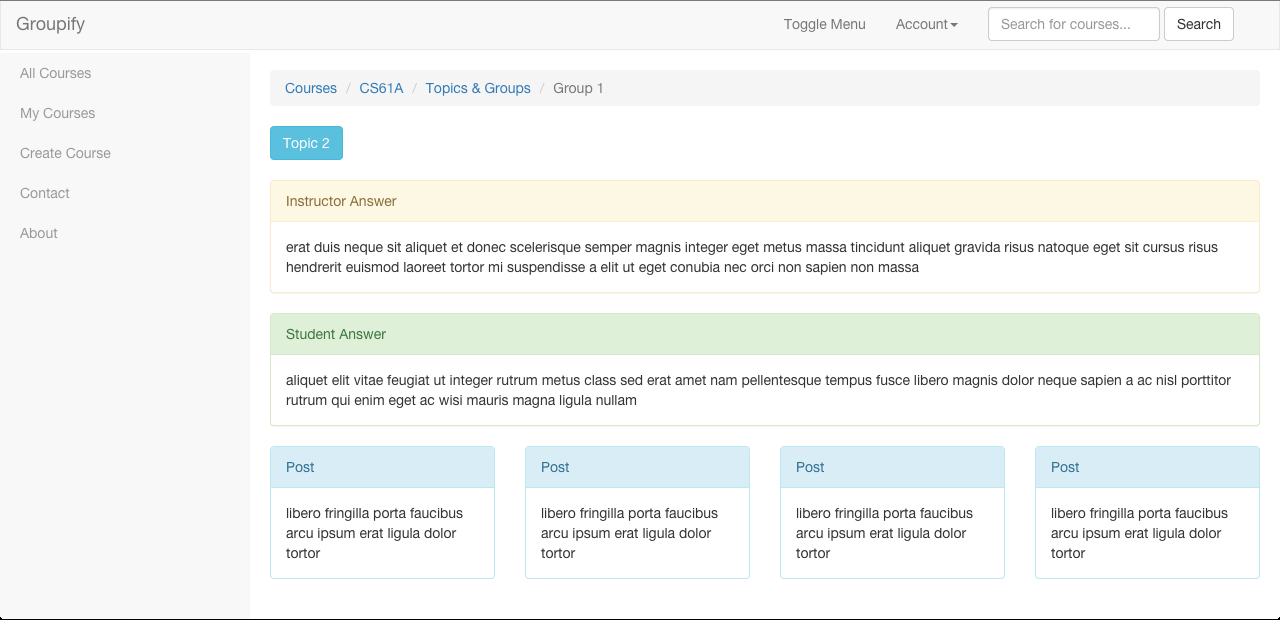 Groupify
Toggle Menu
Account
Search for courses...
Search
All Courses
My Courses
Create Course
Contact
About
Courses / CS61A / Topics & Groups / Group 1
Topic 2
Instructor Answer
erat duis neque sit aliquet et donec scelerisque semper magnis integer eget metus massa tincidunt aliquet gravida risus natoque eget sit cursus risus
hendrerit euismod laoreet tortor mi suspendisse a elit ut eget conubia nec orci non sapien non massa
Student Answer
aliquet elit vitae feugiat ut integer rutrum metus class sed erat amet nam pellentesque tempus fusce libero magnis dolor neque sapien a ac nisl porttitor
rutrum qui enim eget ac wisi mauris magna ligula nullam
Post
libero fringilla porta faucibus
arcu ipsum erat ligula dolor
tortor
Post
libero fringilla porta faucibus
arcu ipsum erat ligula dolor
tortor
Post
libero fringilla porta faucibus
arcu ipsum erat ligula dolor
tortor
Post
libero fringilla porta faucibus
arcu ipsum erat ligula dolor
tortor